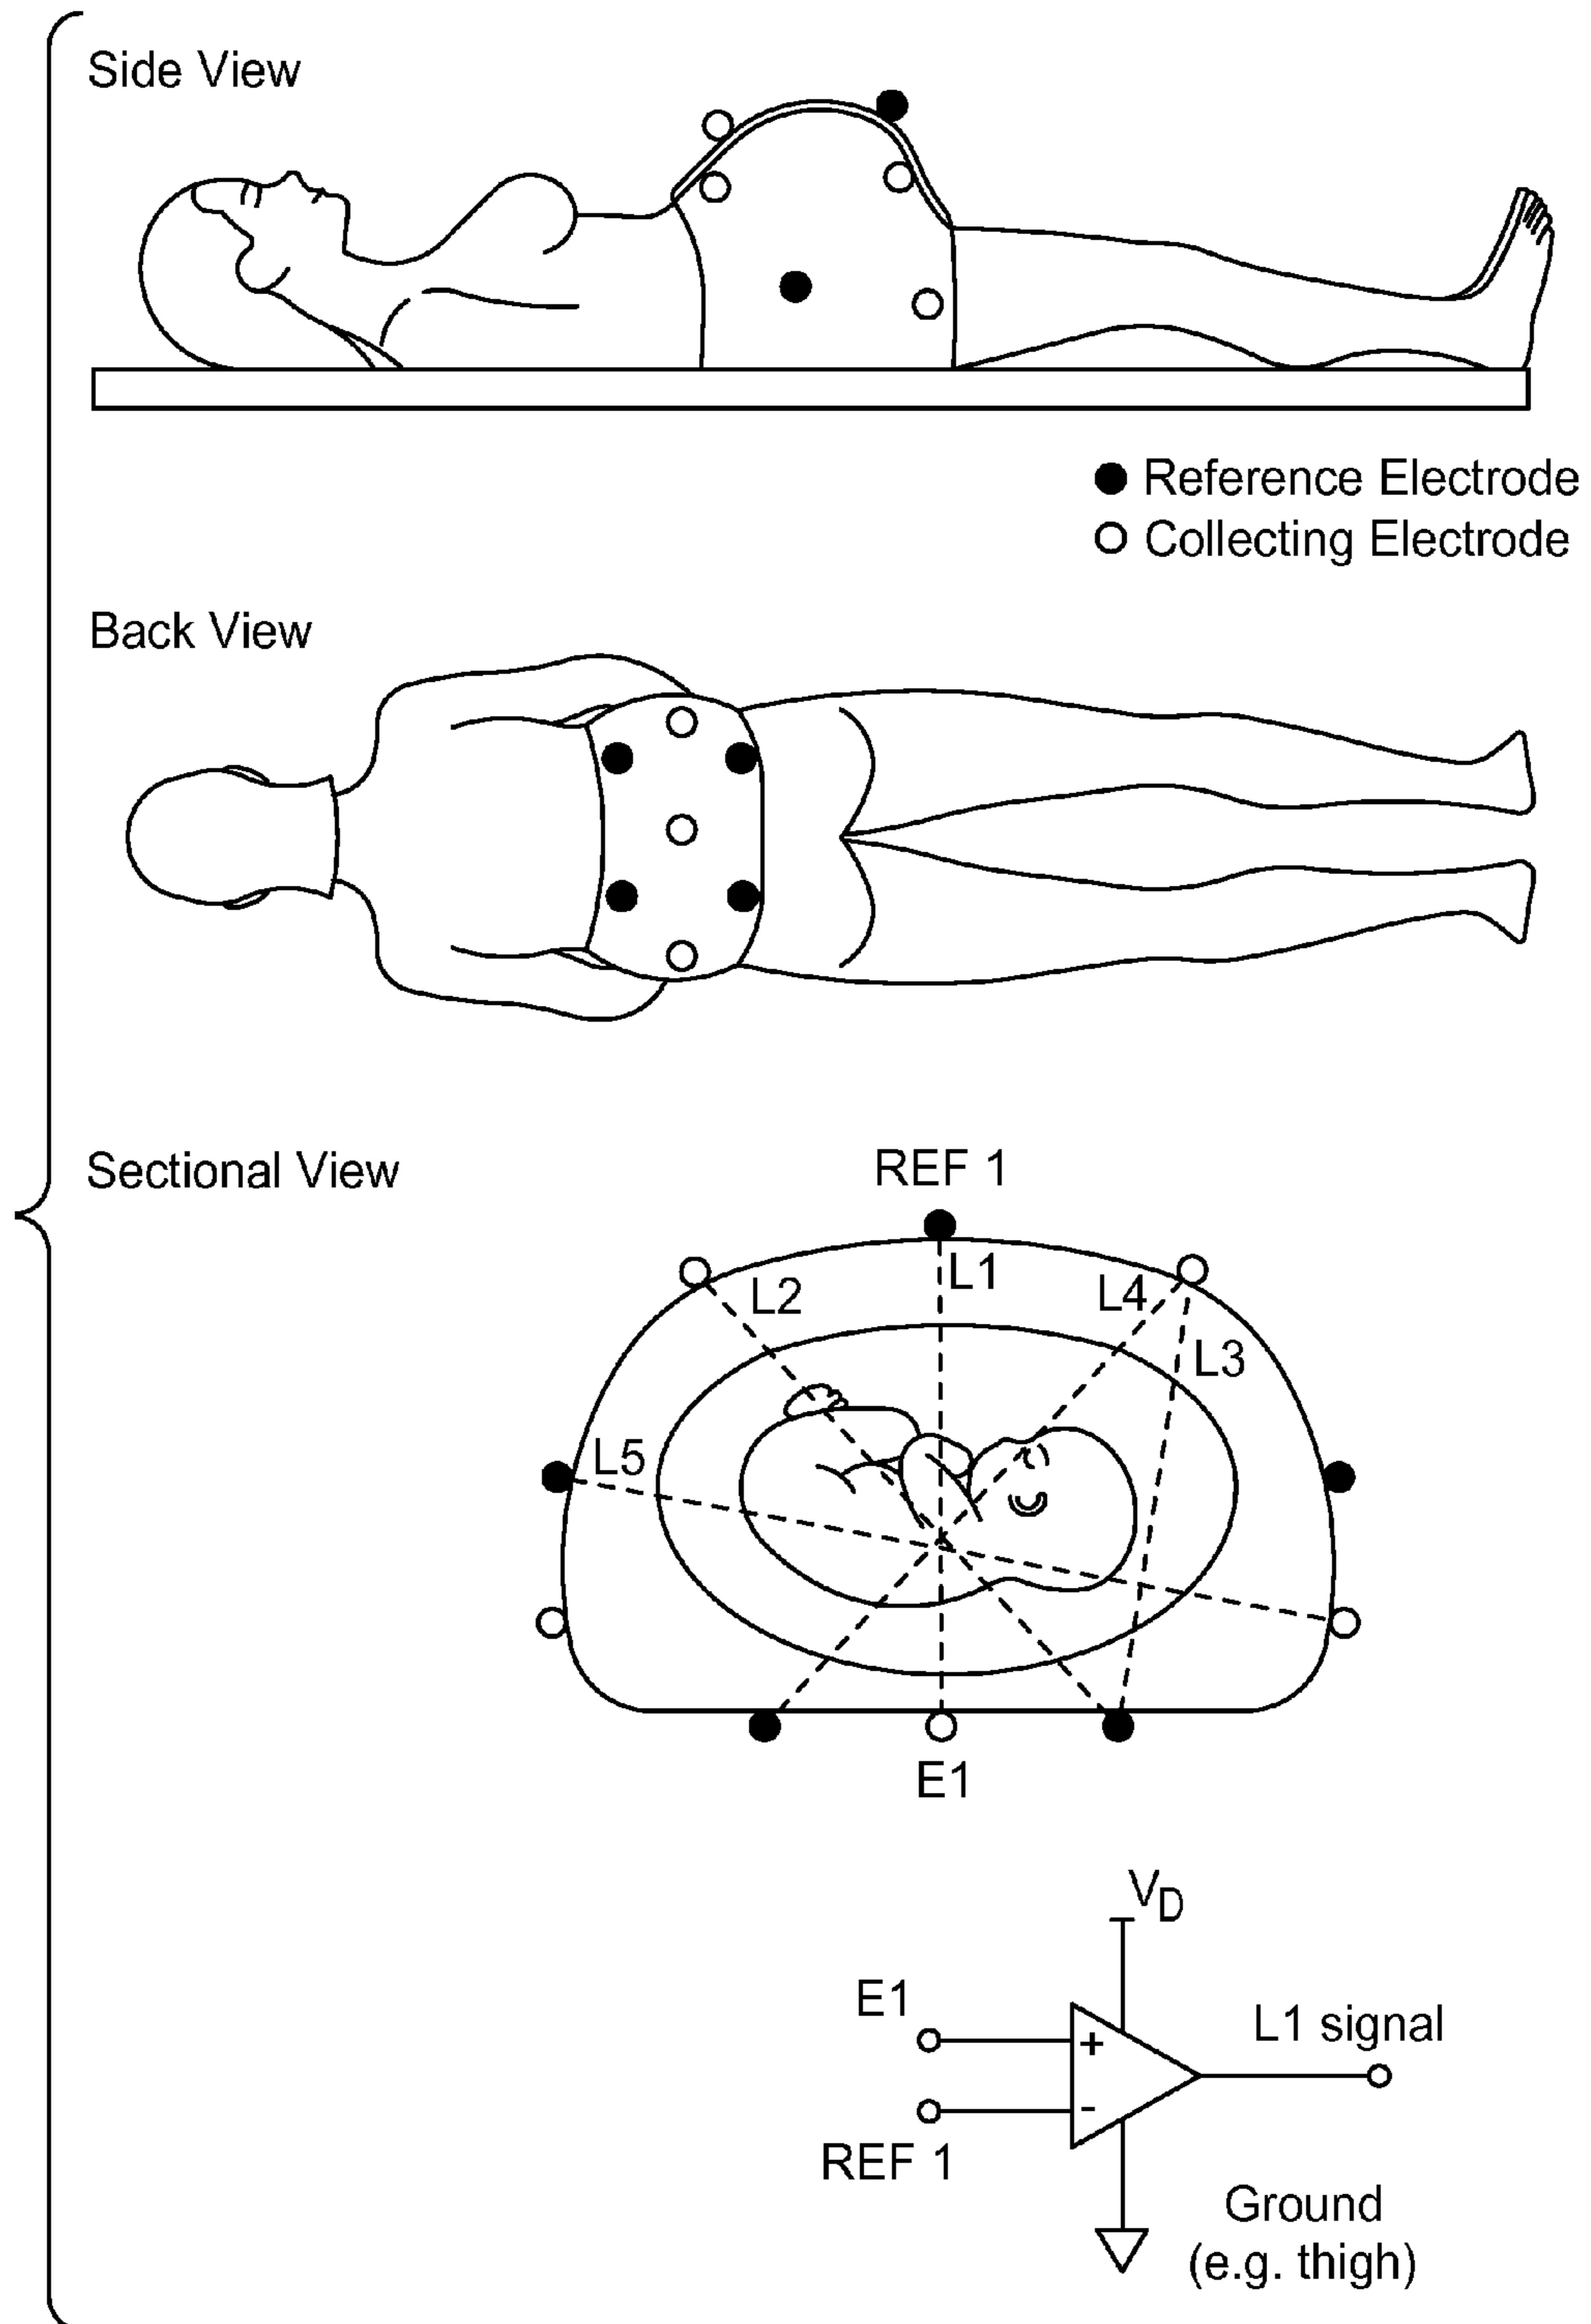 Side View
Reference Electrode
Collecting Electrode
Back View
Sectional View
REF 1
L1
L2
L4
L3
L5
E1
VD
E1
+
L1 signal
-
REF 1
Ground
(e.g. thigh)